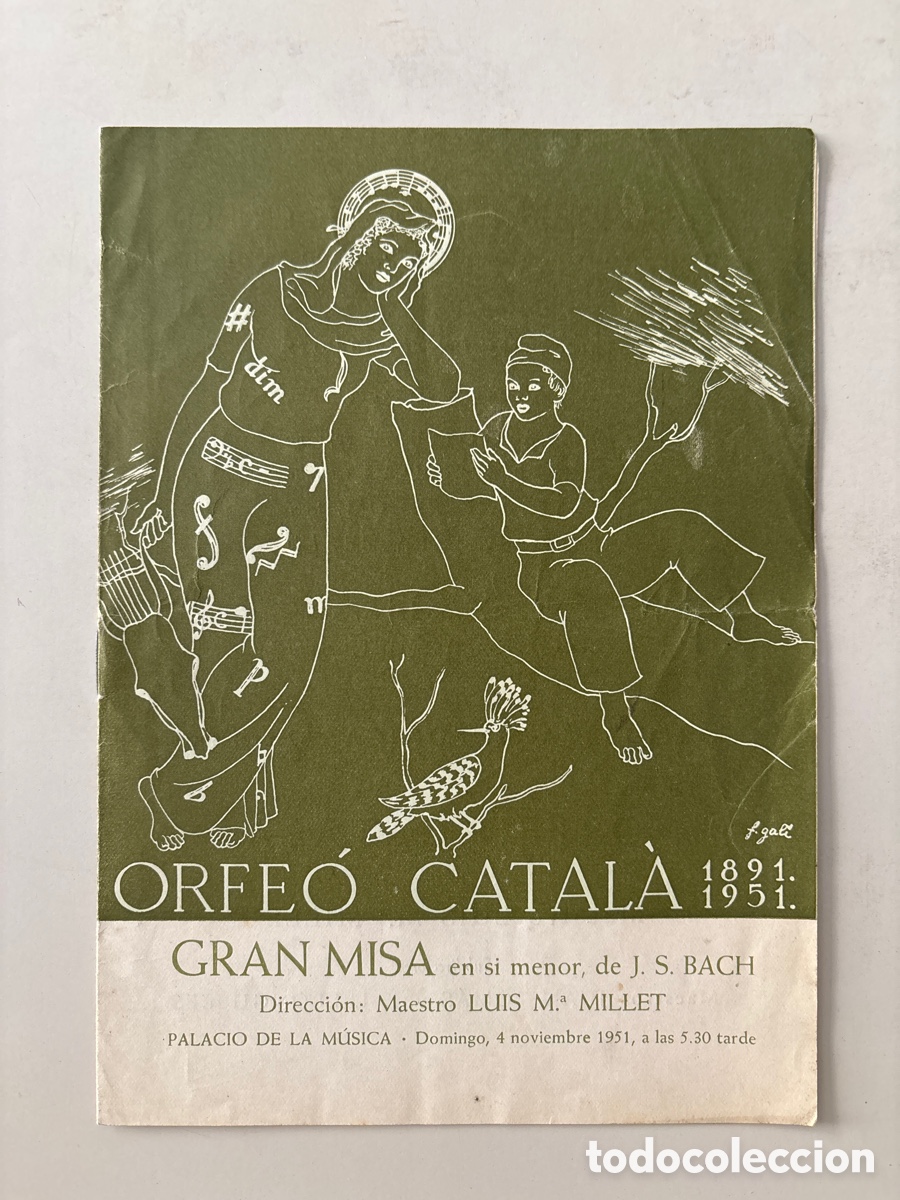 dim
m
p
f. galí
ORFEÓ CATALÀ 1891. 1951.
GRAN MISA en si menor, de J. S. BACH
Dirección: Maestro LUIS M.ª MILLET
PALACIO DE LA MÚSICA · Domingo, 4 noviembre 1951, a las 5.30 tarde
todocoleccion